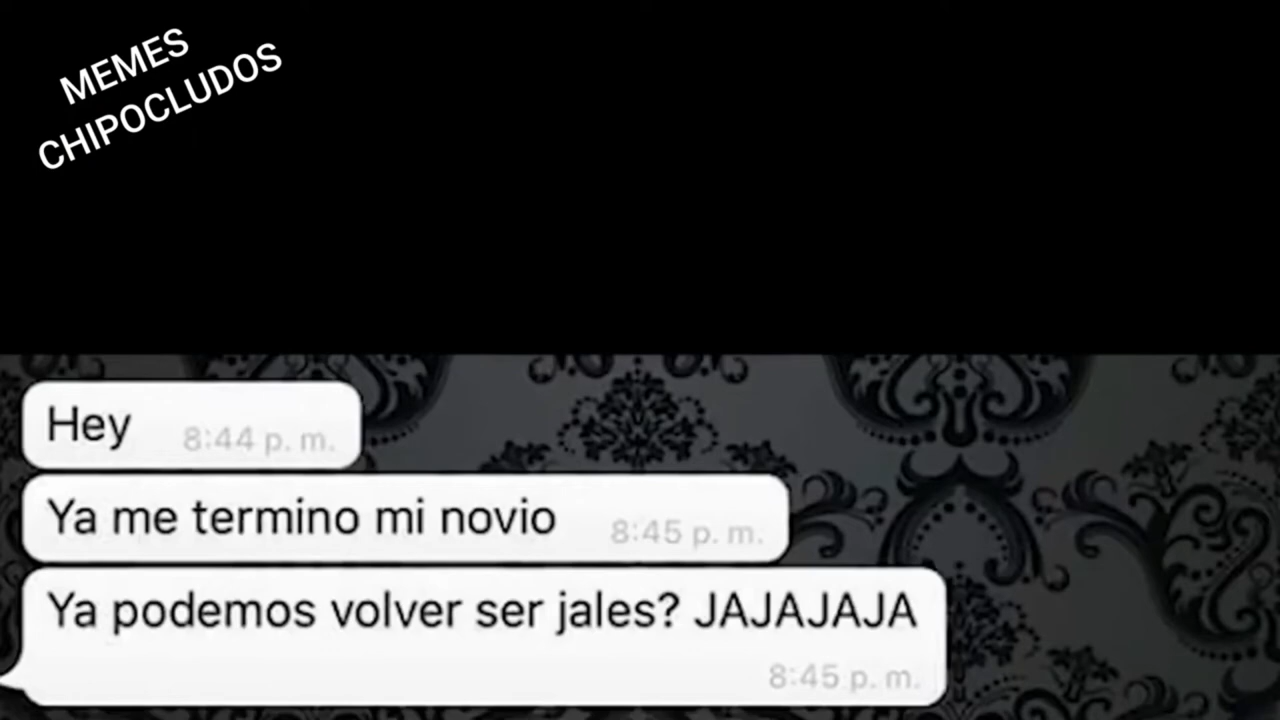 MEMES
CHIPOCLUDOS
Hey 8:44 p. m.
Ya me termino mi novio 8:45 p. m.
Ya podemos volver ser jales? JAJAJAJA
8:45 p. m.